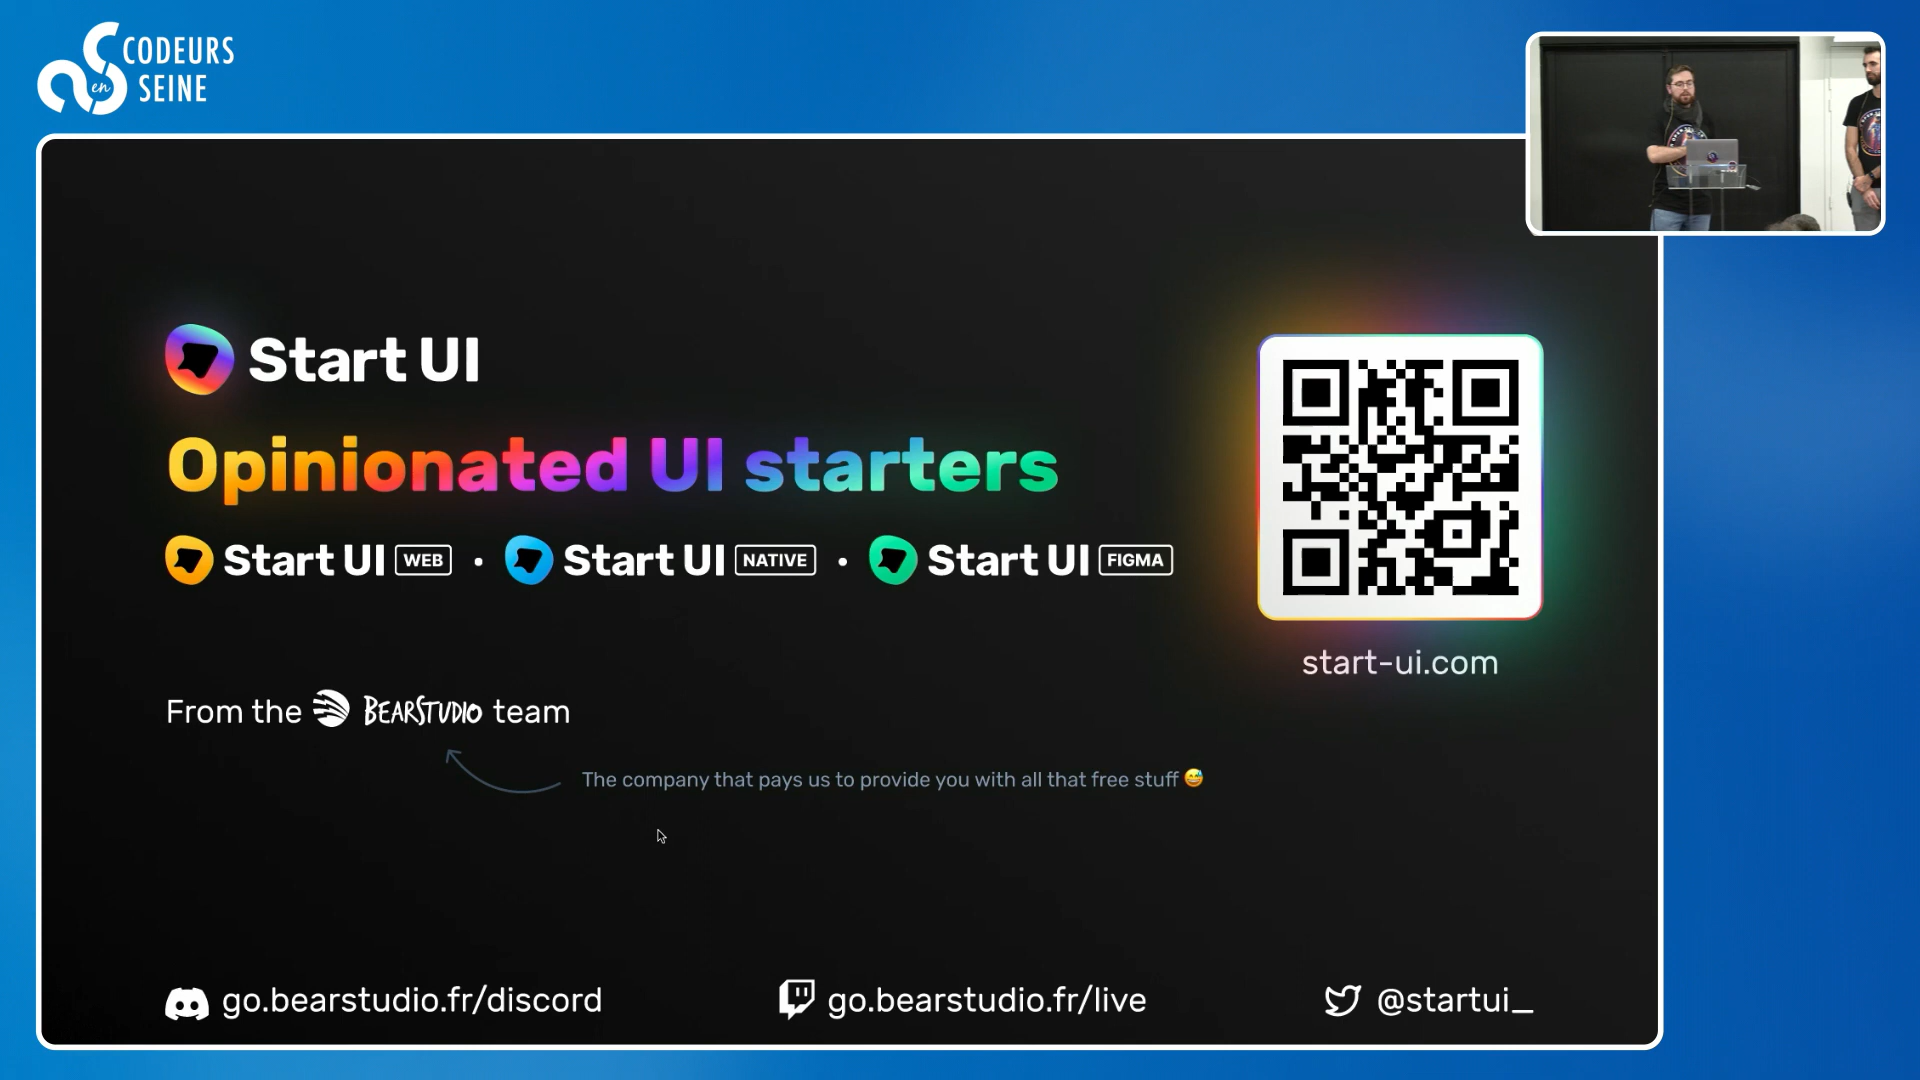 CODEURS
en SEINE
Start UI
Opinionated UI starters
Start UI WEB • Start UI NATIVE • Start UI FIGMA
start-ui.com
From the BEARSTUDIO team
The company that pays us to provide you with all that free stuff 😅
go.bearstudio.fr/discord
go.bearstudio.fr/live
@startui_